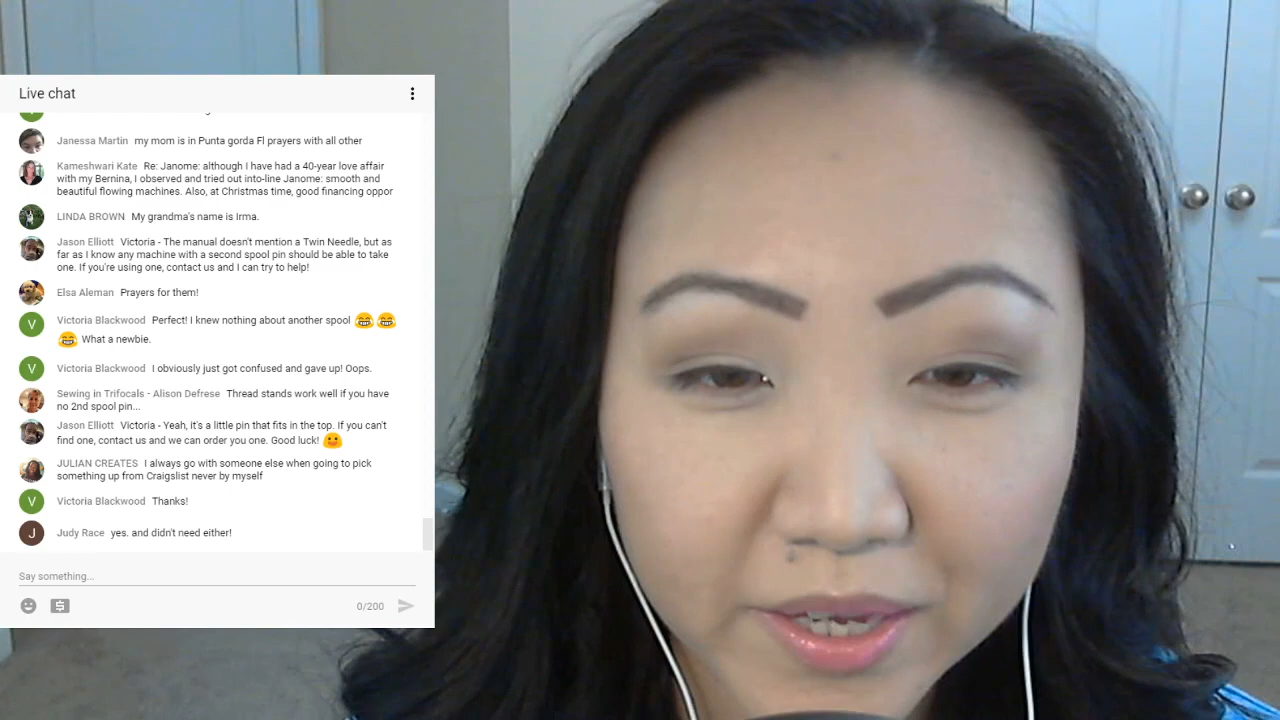 Live chat
Janessa Martin my mom is in Punta gorda Fl prayers with all other
Kameshwari Kate Re: Janome: although I have had a 40-year love affair
with my Bernina, I observed and tried out into-line Janome: smooth and
beautiful flowing machines. Also, at Christmas time, good financing oppor
LINDA BROWN My grandma's name is Irma.
Jason Elliott Victoria - The manual doesn't mention a Twin Needle, but as
far as I know any machine with a second spool pin should be able to take
one. If you're using one, contact us and I can try to help!
Elsa Aleman Prayers for them!
V Victoria Blackwood Perfect! I knew nothing about another spool 😂 😂
😂 What a newbie.
V Victoria Blackwood I obviously just got confused and gave up! Oops.
Sewing in Trifocals - Alison Defrese Thread stands work well if you have
no 2nd spool pin...
Jason Elliott Victoria - Yeah, it's a little pin that fits in the top. If you can't
find one, contact us and we can order you one. Good luck! 🙂
JULIAN CREATES I always go with someone else when going to pick
something up from Craigslist never by myself
V Victoria Blackwood Thanks!
J Judy Race yes. and didn't need either!
Say something...
0/200